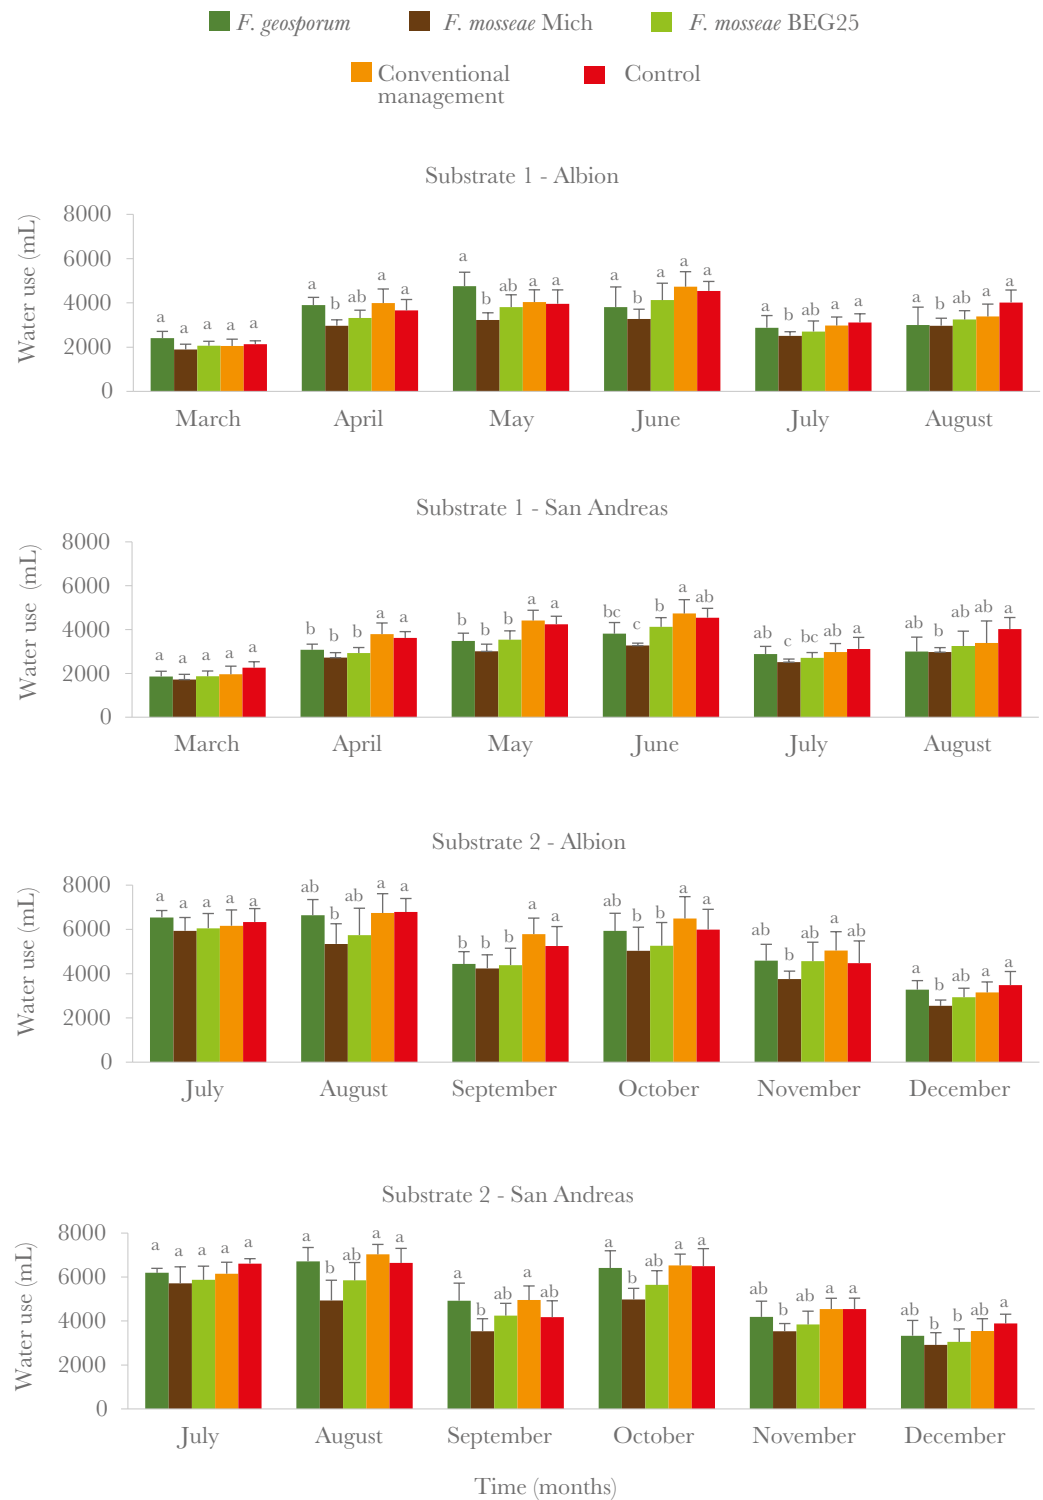 F. geosporum F. mosseae Mich F. mosseae BEG25
Conventional management Control
Substrate 1 - Albion
Water use (mL)
8000
6000
4000
2000
0
a a a a a
a b ab a a
a b ab a a
a b a a a
a b ab a a
a b ab a a
March April May June July August
Substrate 1 - San Andreas
Water use (mL)
8000
6000
4000
2000
0
a a a a a
b b b a a
b b b a a
bc c b a ab
ab c bc ab a
ab b ab ab a
March April May June July August
Substrate 2 - Albion
Water use (mL)
8000
6000
4000
2000
0
a a a a a
ab b ab a a
b b b a a
ab b b a a
ab b ab a ab
a b ab a a
July August September October November December
Substrate 2 - San Andreas
Water use (mL)
8000
6000
4000
2000
0
a a a a a
a b ab a a
a b ab a ab
a b ab a a
ab b ab a a
ab b b ab a
July August September October November December
Time (months)